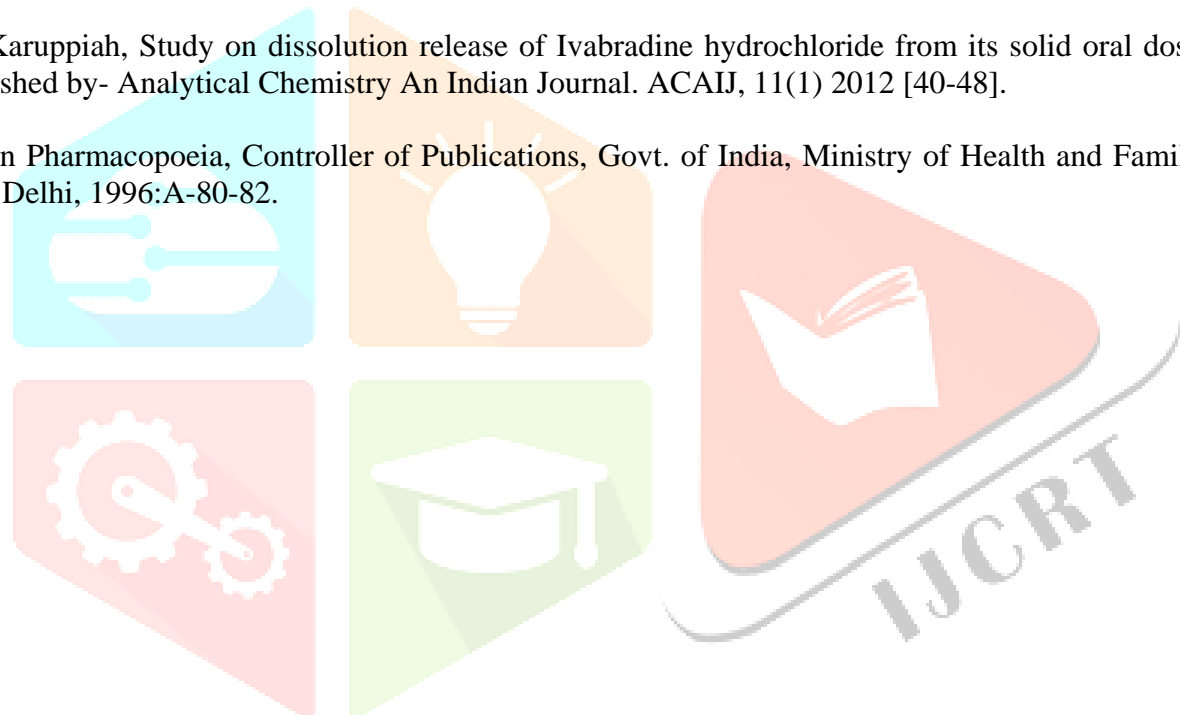 Karuppiah, Study on dissolution release of Ivabradine hydrochloride from its solid oral dos
shed by- Analytical Chemistry An Indian Journal. ACAIJ, 11(1) 2012 [40-48].
n Pharmacopoeia, Controller of Publications, Govt. of India, Ministry of Health and Famil
Delhi, 1996:A-80-82.
IJCRT